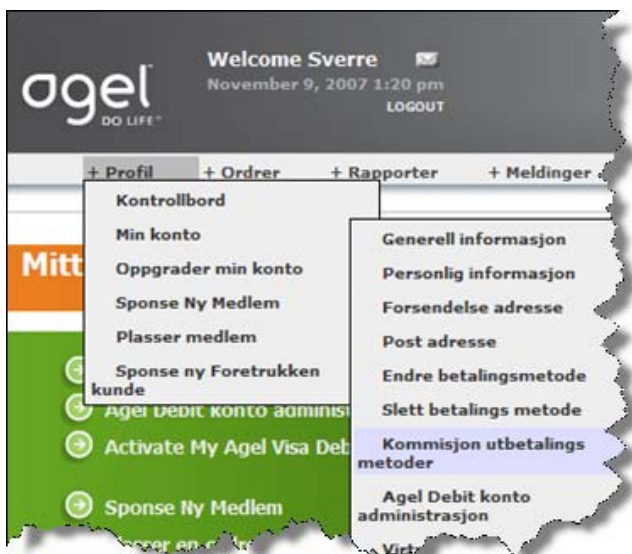 agel
DO LIFE™
Welcome Sverre
November 9, 2007 1:20 pm
LOGOUT
+ Profil + Ordrer + Rapporter + Meldinger
Kontrollbord
Min konto
Oppgrader min konto
Sponse Ny Medlem
Plasser medlem
Sponse ny Foretrukken
kunde
Generell informasjon
Personlig informasjon
Forsendelse adresse
Post adresse
Endre betalingsmetode
Slett betalings metode
Kommisjon utbetalings
metoder
Agel Debit konto
administrasjon
Mitt
Agel Debit konto
Activate My Agel Visa
Sponse Ny Medlem